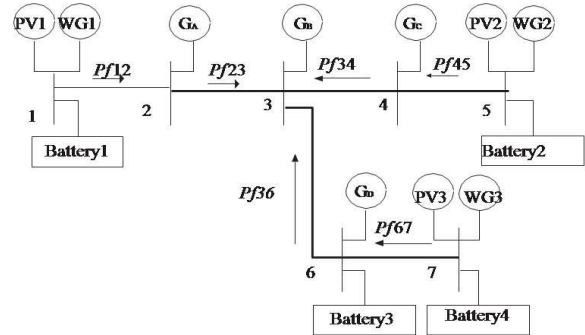 PV1 WG1 GA GB GC PV2 WG2
Pf12 Pf23 Pf34 Pf45
1 2 3 4 5
Battery1 Battery2
Pf36 GD PV3 WG3
Pf67
6 7
Battery3 Battery4